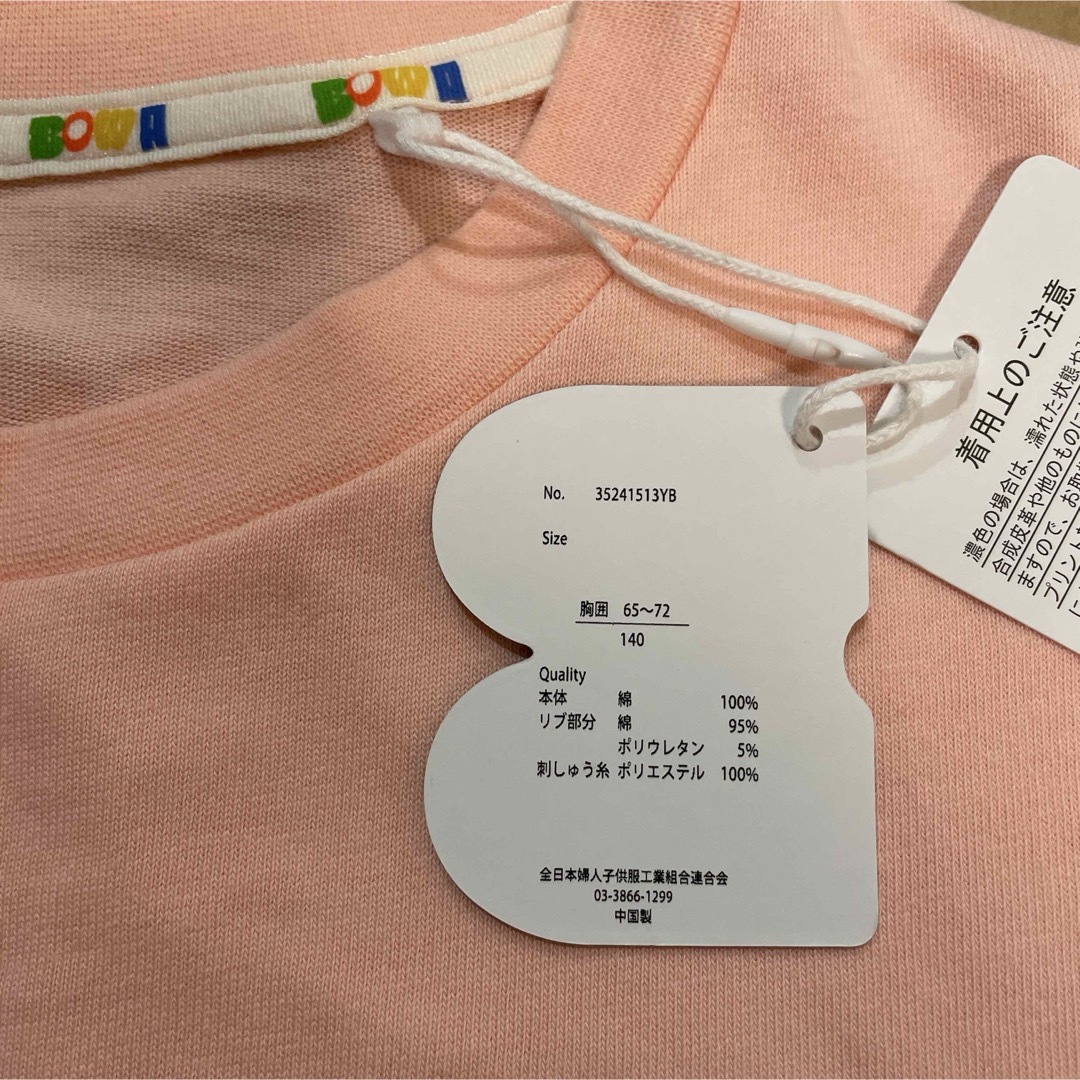 BOWA BOWA
No. 35241513YB
Size
胸囲 65〜72
140
Quality
本体 綿 100%
リブ部分 綿 95%
ポリウレタン 5%
刺しゅう糸 ポリエステル 100%
全日本婦人子供服工業組合連合会
03-3866-1299
中国製
着用上のご注意
濃色の場合は、濡れた状態や
合成皮革や他のものに
ますので、お取
プリント